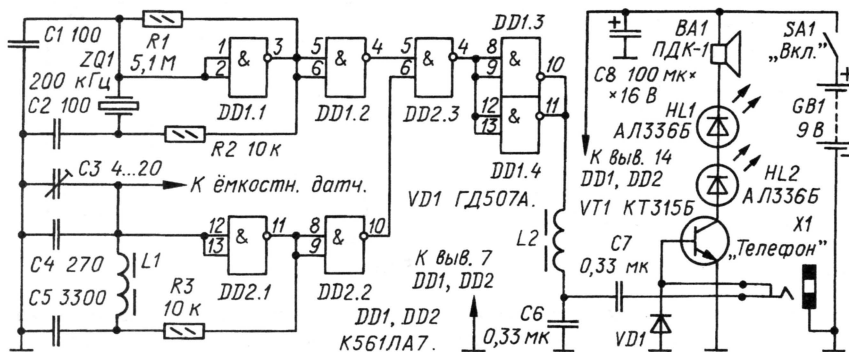 C1 100
R1
5,1 М
ZQ1
200 кГц
C2 100
R2 10 к
1
2
&
3
DD1.1
5
6
&
4
DD1.2
5
6
&
4
DD2.3
DD1.3
8
9
&
10
12
13
&
11
DD1.4
C3 4...20
К ёмкостн. датч.
C4 270
L1
C5 3300
R3
10 к
12
13
&
11
DD2.1
8
9
&
10
DD2.2
DD1, DD2
К561ЛА7.
VD1 ГД507А.
К выв. 7
DD1, DD2
L2
C6
0,33 мк
C7
0,33 мк
VD1
+
C8 100 мк×
×16 В
К выв. 14
DD1, DD2
VT1 КТ315Б
BA1
ПДК-1
HL1
АЛ336Б
HL2
АЛ336Б
SA1
„Вкл."
+
GB1
9 В
X1
„Телефон"